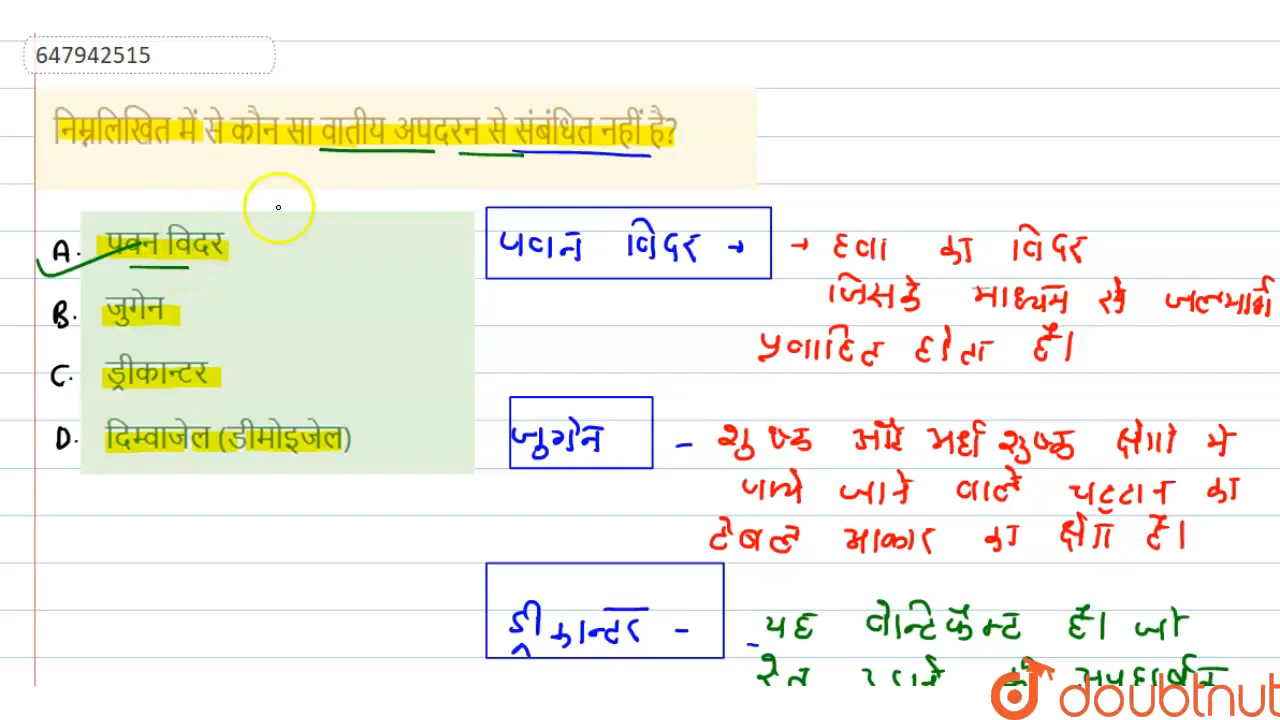 647942515
निम्नलिखित में से कौन सा वातीय अपदरन से संबंधित नहीं है?
A. पवन विदर
B. जुगेन
C. ड्रीकान्टर
D. दिम्वाजेल (डीमोइजेल)
पवान विदर → → हवा का विदर
जिसके माध्यम से जलमार्ग
प्रवाहित होता है।
जुगेन - शुष्क और अर्धा शुष्क क्षेत्रों मे
पाये जाने वाले चट्टान का
टेबल आकार का क्षेत्र है।
ड्रीकान्टर - - यह वेन्टिफैक्ट है। जो
रेत
doubtnut